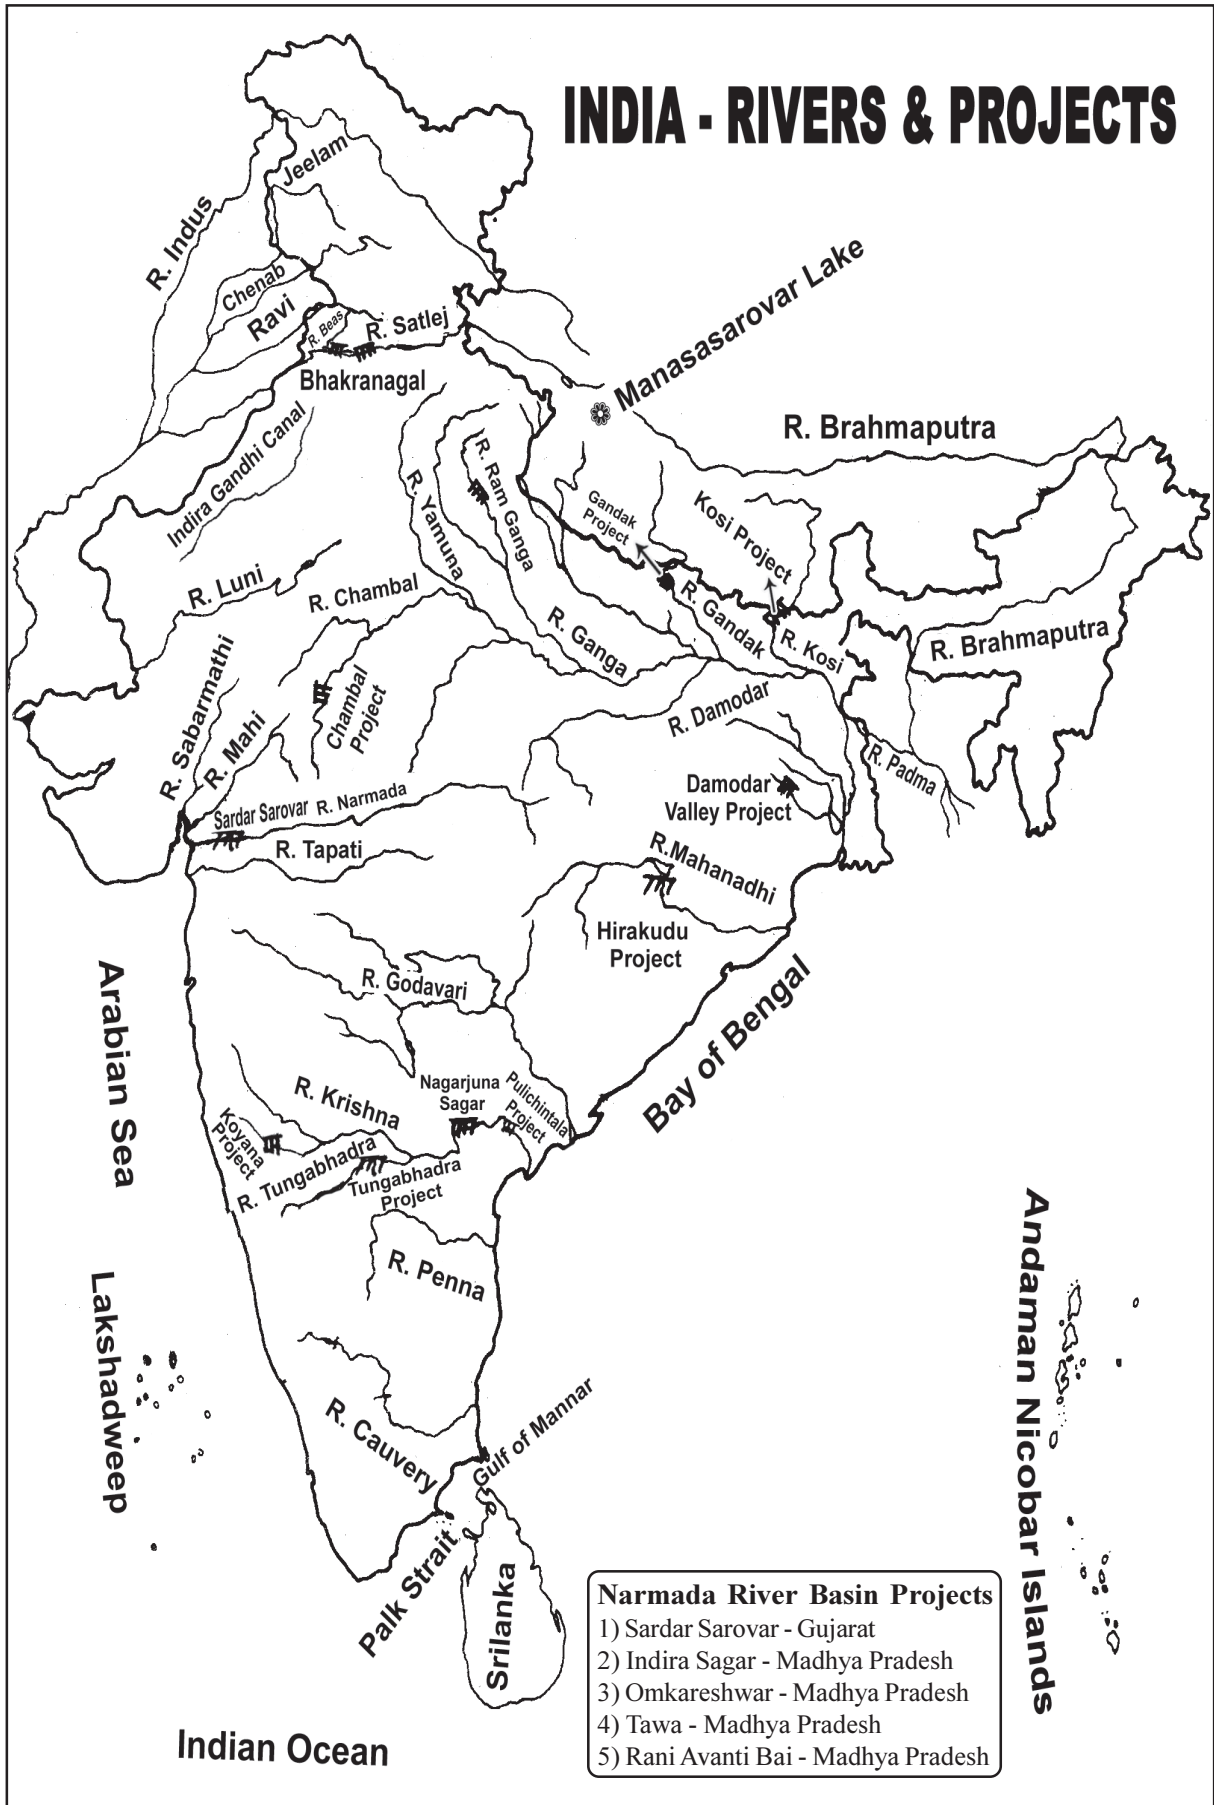 INDIA - RIVERS & PROJECTS
Jeelam
R. Indus
Chenab
Ravi
R. Beas
R. Satlej
Bhakranagal
Manasasarovar Lake
R. Brahmaputra
Indira Gandhi Canal
R. Yamuna
R. Ram Ganga
Gandak
Project
Kosi Project
R. Luni
R. Chambal
R. Ganga
R. Gandak
R. Kosi
R. Brahmaputra
R. Sabarmathi
R. Mahi
Chambal
Project
R. Damodar
R. Padma
Damodar
Valley Project
Sardar Sarovar
R. Narmada
R. Tapati
R.Mahanadhi
Hirakudu
Project
R. Godavari
Arabian Sea
Bay of Bengal
R. Krishna
Nagarjuna
Sagar
Pulichintala
Project
Koyana
Project
R. Tungabhadra
Tungabhadra
Project
R. Penna
Lakshadweep
Andaman Nicobar Islands
R. Cauvery
Gulf of Mannar
Palk Strait
Srilanka
Indian Ocean
Narmada River Basin Projects
1) Sardar Sarovar - Gujarat
2) Indira Sagar - Madhya Pradesh
3) Omkareshwar - Madhya Pradesh
4) Tawa - Madhya Pradesh
5) Rani Avanti Bai - Madhya Pradesh